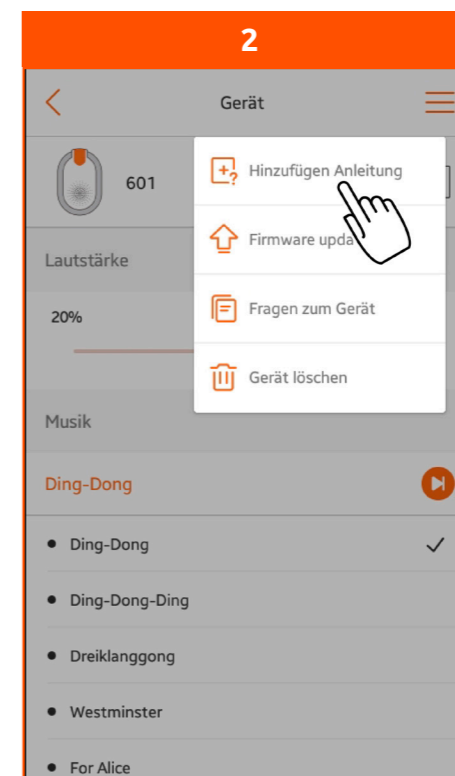 2
Gerät
601
Hinzufügen Anleitung
Firmware upda
Lautstärke
20%
Fragen zum Gerät
Gerät löschen
Musik
Ding-Dong
Ding-Dong
Ding-Dong-Ding
Dreiklanggong
Westminster
For Alice